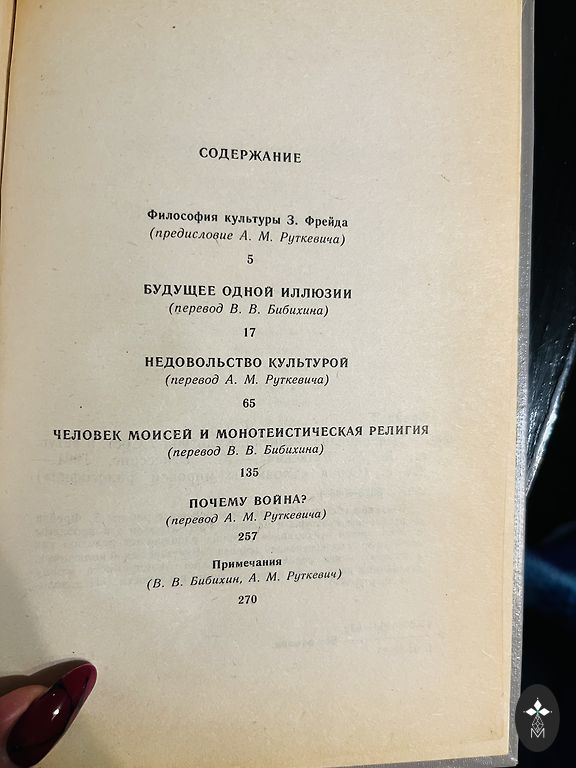 СОДЕРЖАНИЕ
Философия культуры З. Фрейда
(предисловие А. М. Руткевича)
5
БУДУЩЕЕ ОДНОЙ ИЛЛЮЗИИ
(перевод В. В. Бибихина)
17
НЕДОВОЛЬСТВО КУЛЬТУРОЙ
(перевод А. М. Руткевича)
65
ЧЕЛОВЕК МОИСЕЙ И МОНОТЕИСТИЧЕСКАЯ РЕЛИГИЯ
(перевод В. В. Бибихина)
135
ПОЧЕМУ ВОЙНА?
(перевод А. М. Руткевича)
257
Примечания
(В. В. Бибихин, А. М. Руткевич)
270
M